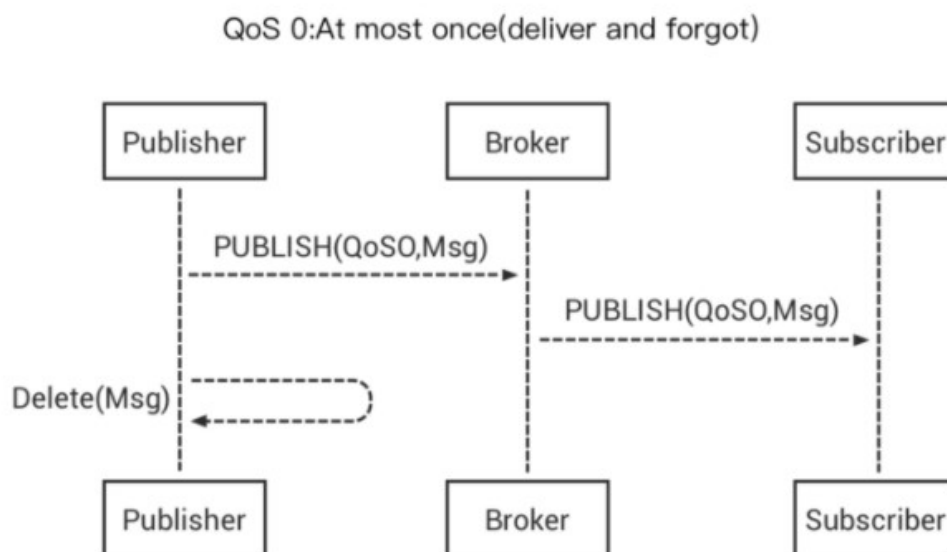 QoS 0:At most once(deliver and forgot)
Publisher
Broker
Subscriber
PUBLISH(QoSO,Msg)
PUBLISH(QoSO,Msg)
Delete(Msg)
Publisher
Broker
Subscriber